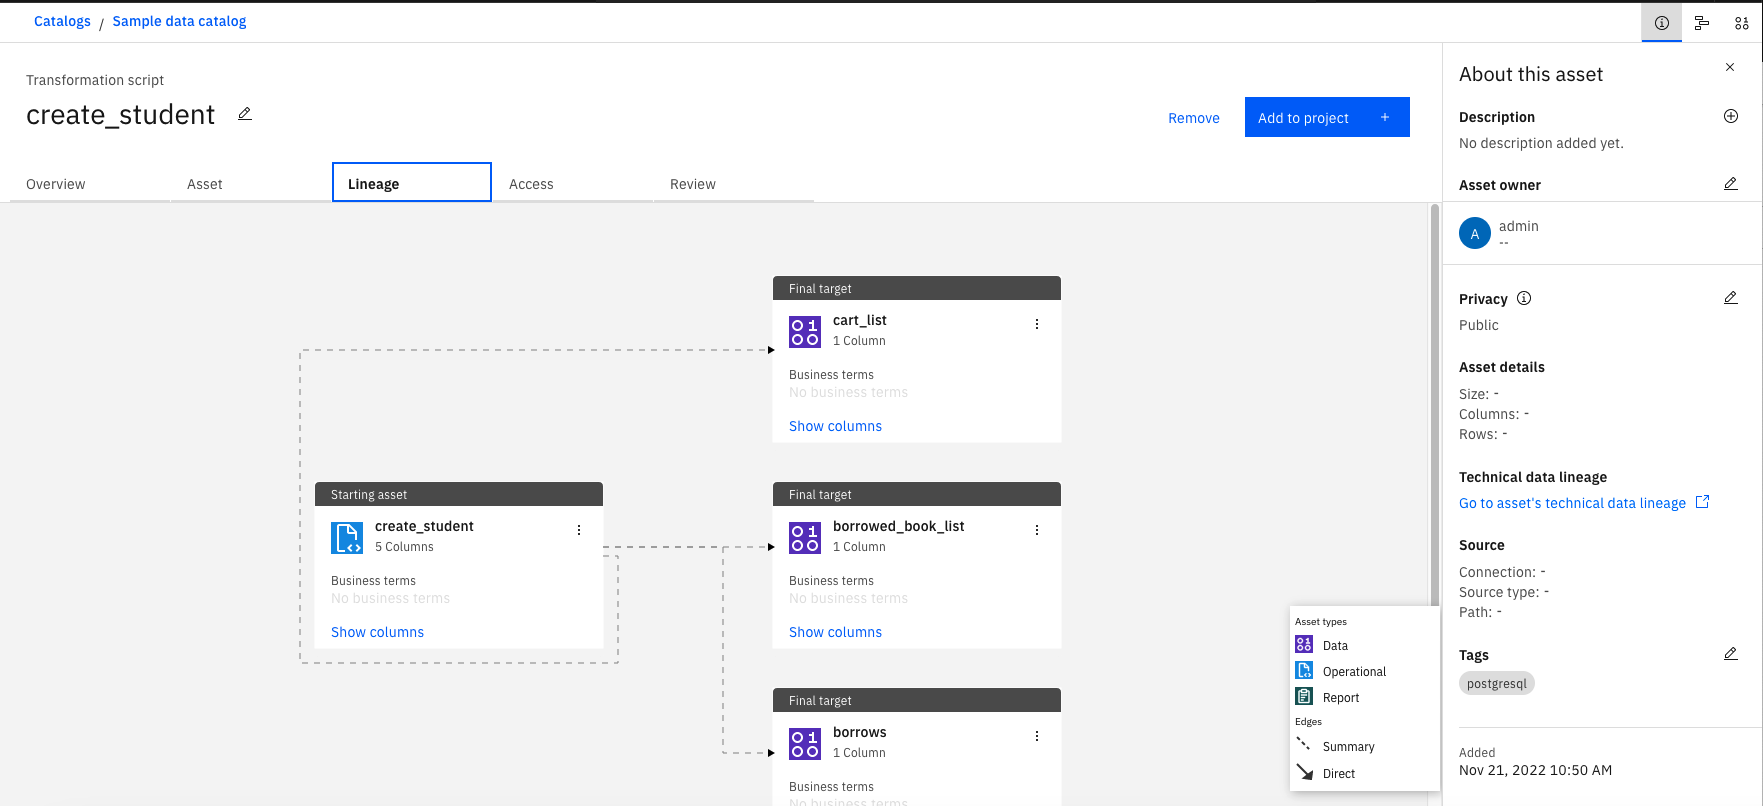 Catalogs / Sample data catalog
Transformation script
create_student
Remove
Add to project +
Overview
Asset
Lineage
Access
Review
Final target
cart_list
1 Column
Business terms
No business terms
Show columns
Starting asset
create_student
5 Columns
Business terms
No business terms
Show columns
Final target
borrowed_book_list
1 Column
Business terms
No business terms
Show columns
Final target
borrows
1 Column
Business terms
No business terms
Asset types
Data
Operational
Report
Edges
Summary
Direct
About this asset
Description
No description added yet.
Asset owner
A
admin
--
Privacy
Public
Asset details
Size: -
Columns: -
Rows: -
Technical data lineage
Go to asset's technical data lineage
Source
Connection: -
Source type: -
Path: -
Tags
postgresql
Added
Nov 21, 2022 10:50 AM